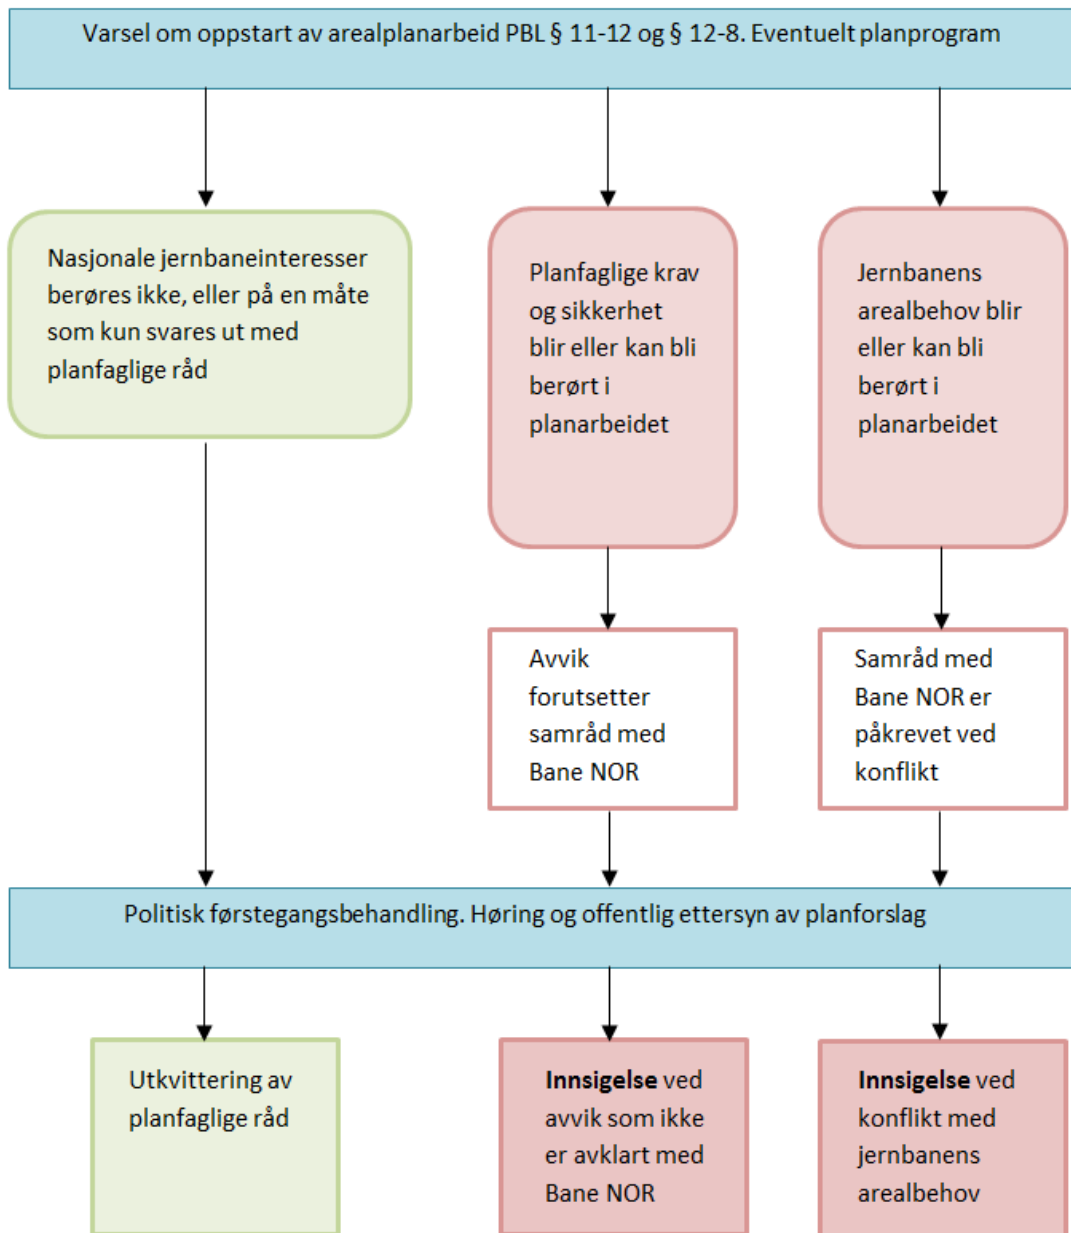 Varsel om oppstart av arealplanarbeid PBL § 11-12 og § 12-8. Eventuelt planprogram
Nasjonale jernbaneinteresser
berøres ikke, eller på en måte
som kun svares ut med
planfaglige råd
Planfaglige krav
og sikkerhet
blir eller kan bli
berørt i
planarbeidet
Jernbanens
arealbehov blir
eller kan bli
berørt i
planarbeidet
Avvik
forutsetter
samråd med
Bane NOR
Samråd med
Bane NOR er
påkrevet ved
konflikt
Politisk førstegangsbehandling. Høring og offentlig ettersyn av planforslag
Utkvittering av
planfaglige råd
Innsigelse ved
avvik som ikke
er avklart med
Bane NOR
Innsigelse ved
konflikt med
jernbanens
arealbehov